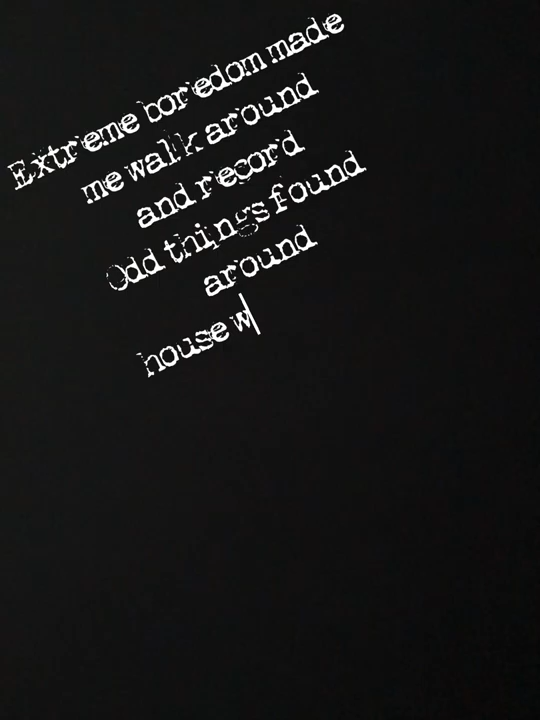 Extreme boredom made
me walk around
and record
Odd things found
around
house w